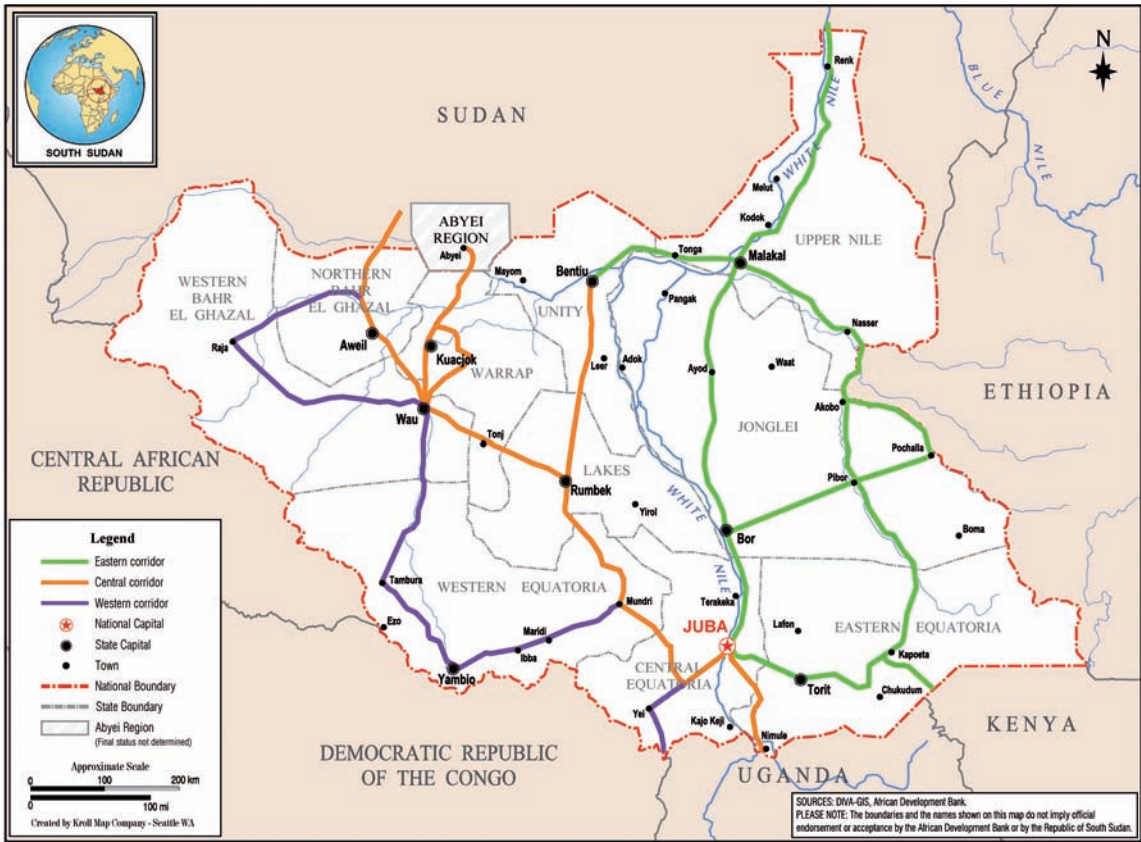 SOUTH SUDAN
N
SUDAN
BLUE
NILE
Renk
NILE
WHITE
Melut
Kodok
UPPER NILE
ABYEI
REGION
Abyei
Tonga
Malakal
Bentiu
Mayom
WESTERN
BAHR
EL GHAZAL
NORTHERN
BAHR
EL GHAZAL
UNITY
Pangak
Nasser
Raja
Aweil
Kuacjok
WARRAP
Leer
Adok
Ayod
Waat
ETHIOPIA
Akobo
Wau
JONGLEI
Tonj
Pochalla
CENTRAL AFRICAN
REPUBLIC
LAKES
Rumbek
Pibor
Yirol
WHITE
NILE
Bor
Boma
Tambura
WESTERN EQUATORIA
Mundri
Terakeka
Ezo
Maridi
Ibba
Yambio
JUBA
Lafon
EASTERN EQUATORIA
Kapoeta
CENTRAL
EQUATORIA
Torit
Chukudum
Yei
Kajo Keji
Nimule
KENYA
DEMOCRATIC REPUBLIC
OF THE CONGO
UGANDA
Legend
Eastern corridor
Central corridor
Western corridor
National Capital
State Capital
Town
National Boundary
State Boundary
Abyei Region
(Final status not determined)
Approximate Scale
0 100 200 km
0 100 mi
Created by Kroll Map Company - Seattle WA
SOURCES: DIVA-GIS, African Development Bank.
PLEASE NOTE: The boundaries and the names shown on this map do not imply official
endorsement or acceptance by the African Development Bank or by the Republic of South Sudan.